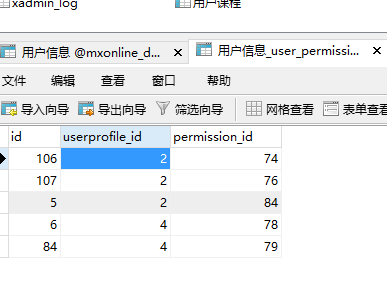 xadmin_log 用户课程
用户信息 @mxonline_d... 用户信息_user_permissi...
文件 编辑 查看 窗口 帮助
导入向导 导出向导 筛选向导 网格查看 表单查看
id userprofile_id permission_id
106 2 74
107 2 76
5 2 84
6 4 78
84 4 79